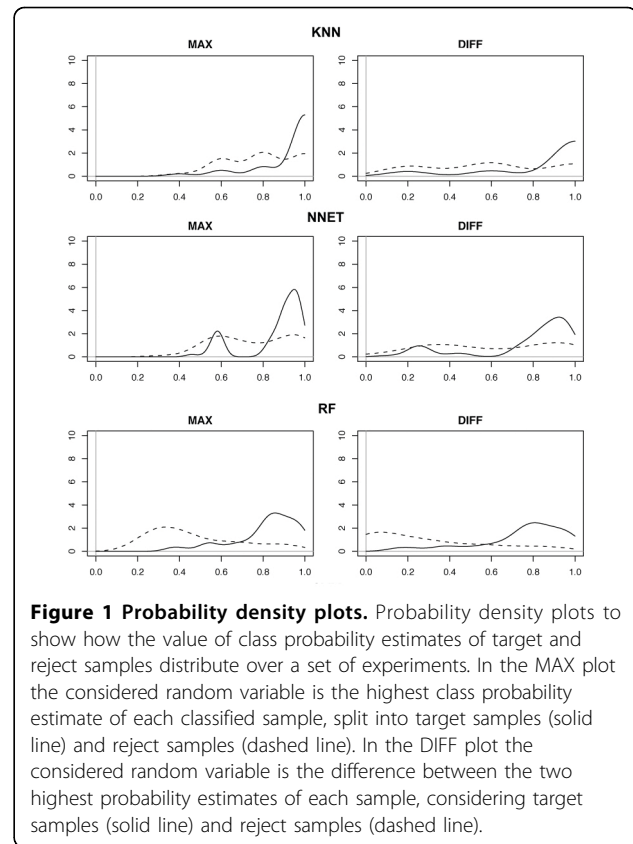 KNN
MAX
DIFF
0 2 4 6 8 10
0.0 0.2 0.4 0.6 0.8 1.0
0 2 4 6 8 10
0.0 0.2 0.4 0.6 0.8 1.0
NNET
MAX
DIFF
0 2 4 6 8 10
0.0 0.2 0.4 0.6 0.8 1.0
0 2 4 6 8 10
0.0 0.2 0.4 0.6 0.8 1.0
RF
MAX
DIFF
0 2 4 6 8 10
0.0 0.2 0.4 0.6 0.8 1.0
0 2 4 6 8 10
0.0 0.2 0.4 0.6 0.8 1.0
Figure 1 Probability density plots. Probability density plots to
show how the value of class probability estimates of target and
reject samples distribute over a set of experiments. In the MAX plot
the considered random variable is the highest class probability
estimate of each classified sample, split into target samples (solid
line) and reject samples (dashed line). In the DIFF plot the
considered random variable is the difference between the two
highest probability estimates of each sample, considering target
samples (solid line) and reject samples (dashed line).